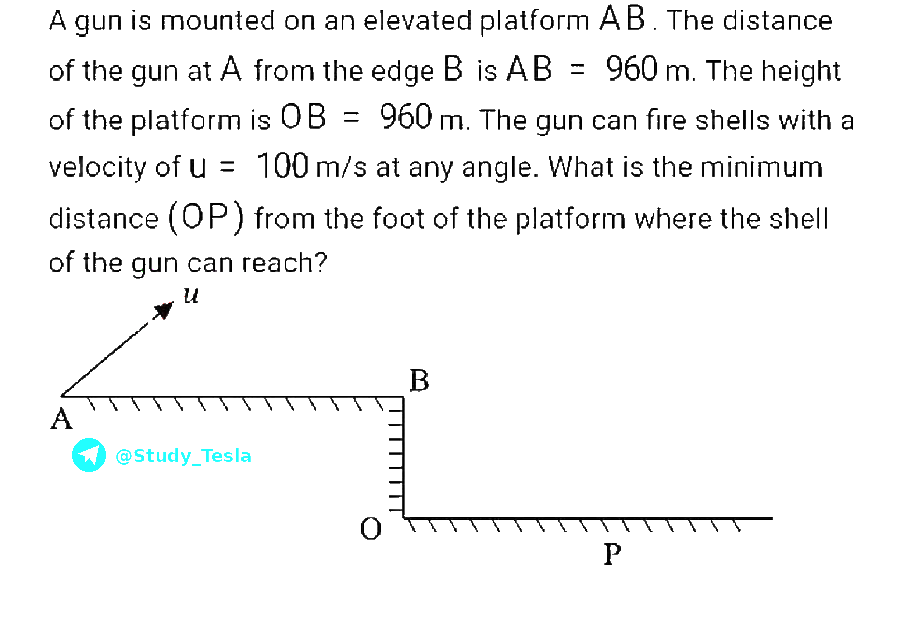 A gun is mounted on an elevated platform AB. The distance
of the gun at A from the edge B is AB = 960 m. The height
of the platform is OB = 960 m. The gun can fire shells with a
velocity of u = 100 m/s at any angle. What is the minimum
distance (OP) from the foot of the platform where the shell
of the gun can reach?
u
B
A
@Study_Tesla
O
P